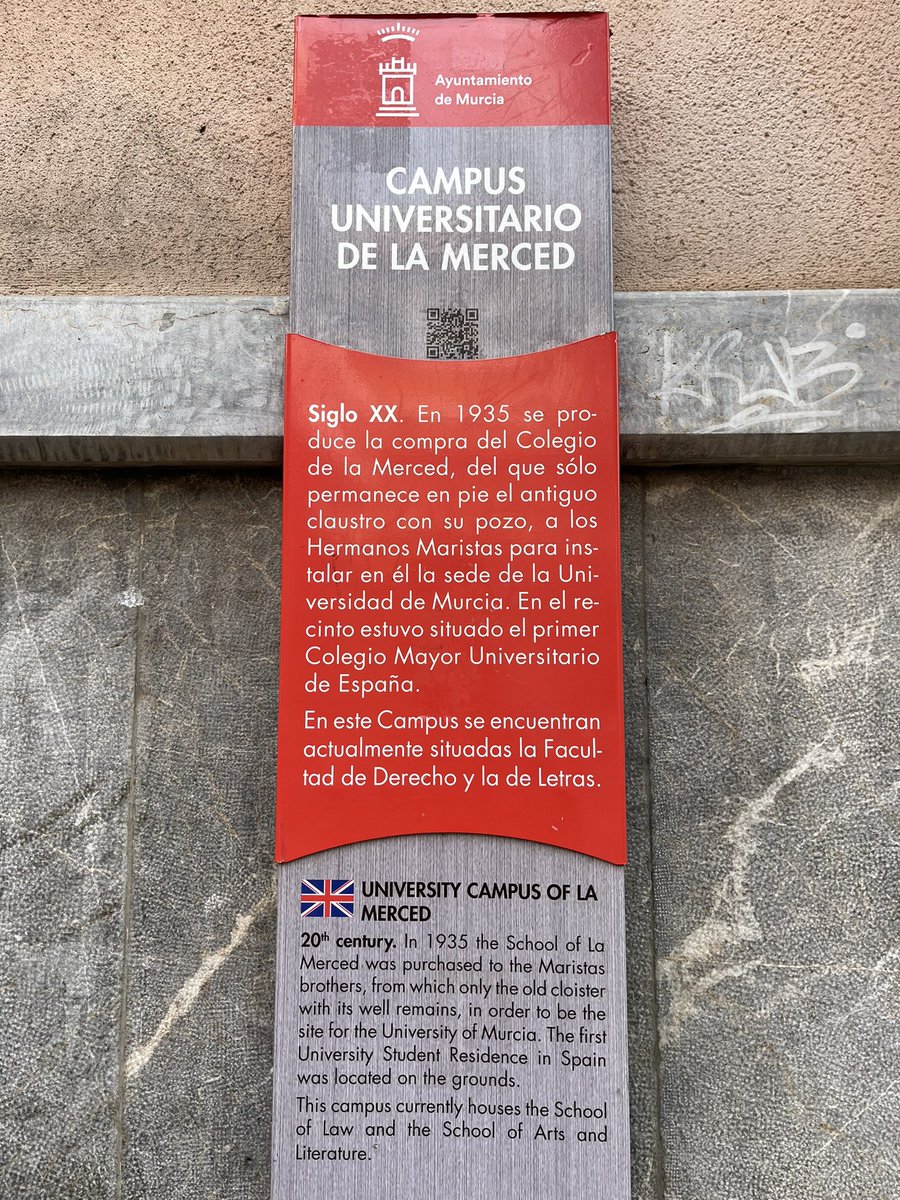 Ayuntamiento
de Murcia
CAMPUS
UNIVERSITARIO
DE LA MERCED
Siglo XX. En 1935 se pro-
duce la compra del Colegio
de la Merced, del que sólo
permanece en pie el antiguo
claustro con su pozo, a los
Hermanos Maristas para ins-
talar en él la sede de la Uni-
versidad de Murcia. En el re-
cinto estuvo situado el primer
Colegio Mayor Universitario
de España.
En este Campus se encuentran
actualmente situadas la Facul-
tad de Derecho y la de Letras.
UNIVERSITY CAMPUS OF LA
MERCED
20th century. In 1935 the School of La
Merced was purchased to the Maristas
brothers, from which only the old cloister
with its well remains, in order to be the
site for the University of Murcia. The first
University Student Residence in Spain
was located on the grounds.
This campus currently houses the School
of Law and the School of Arts and
Literature.